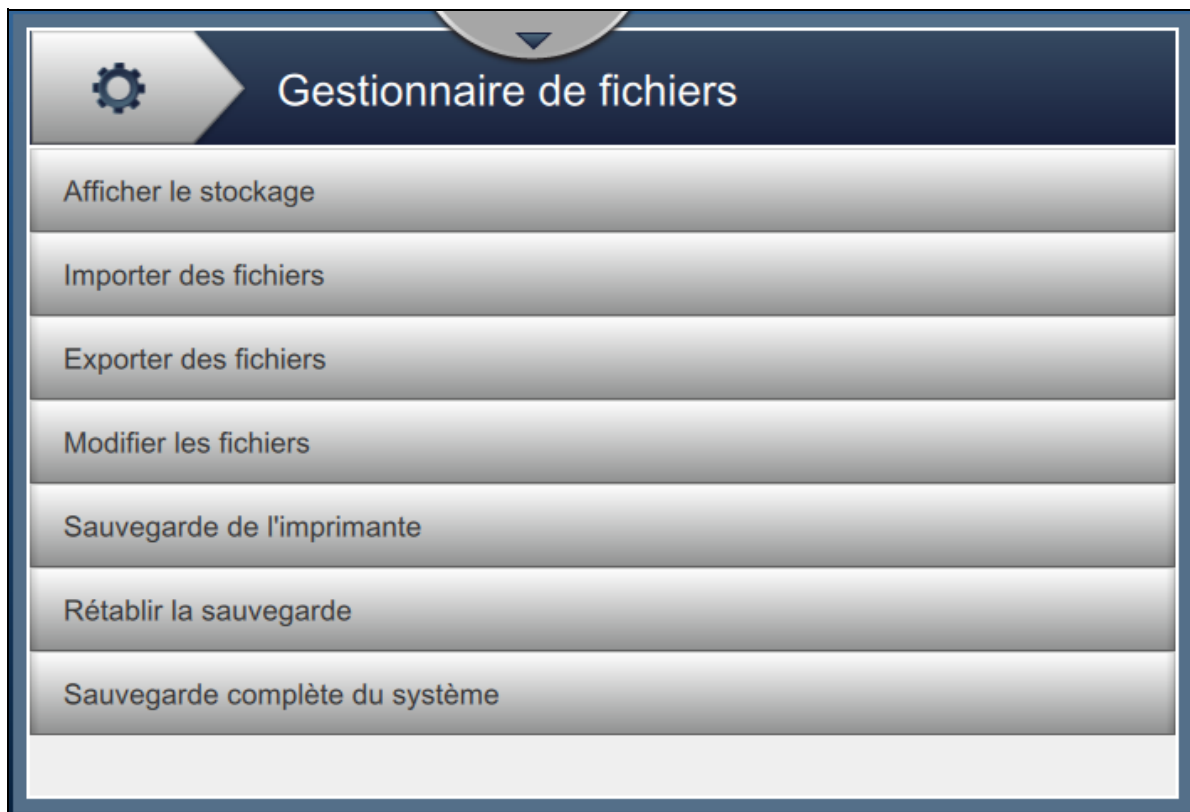 Gestionnaire de fichiers
Afficher le stockage
Importer des fichiers
Exporter des fichiers
Modifier les fichiers
Sauvegarde de l'imprimante
Rétablir la sauvegarde
Sauvegarde complète du système